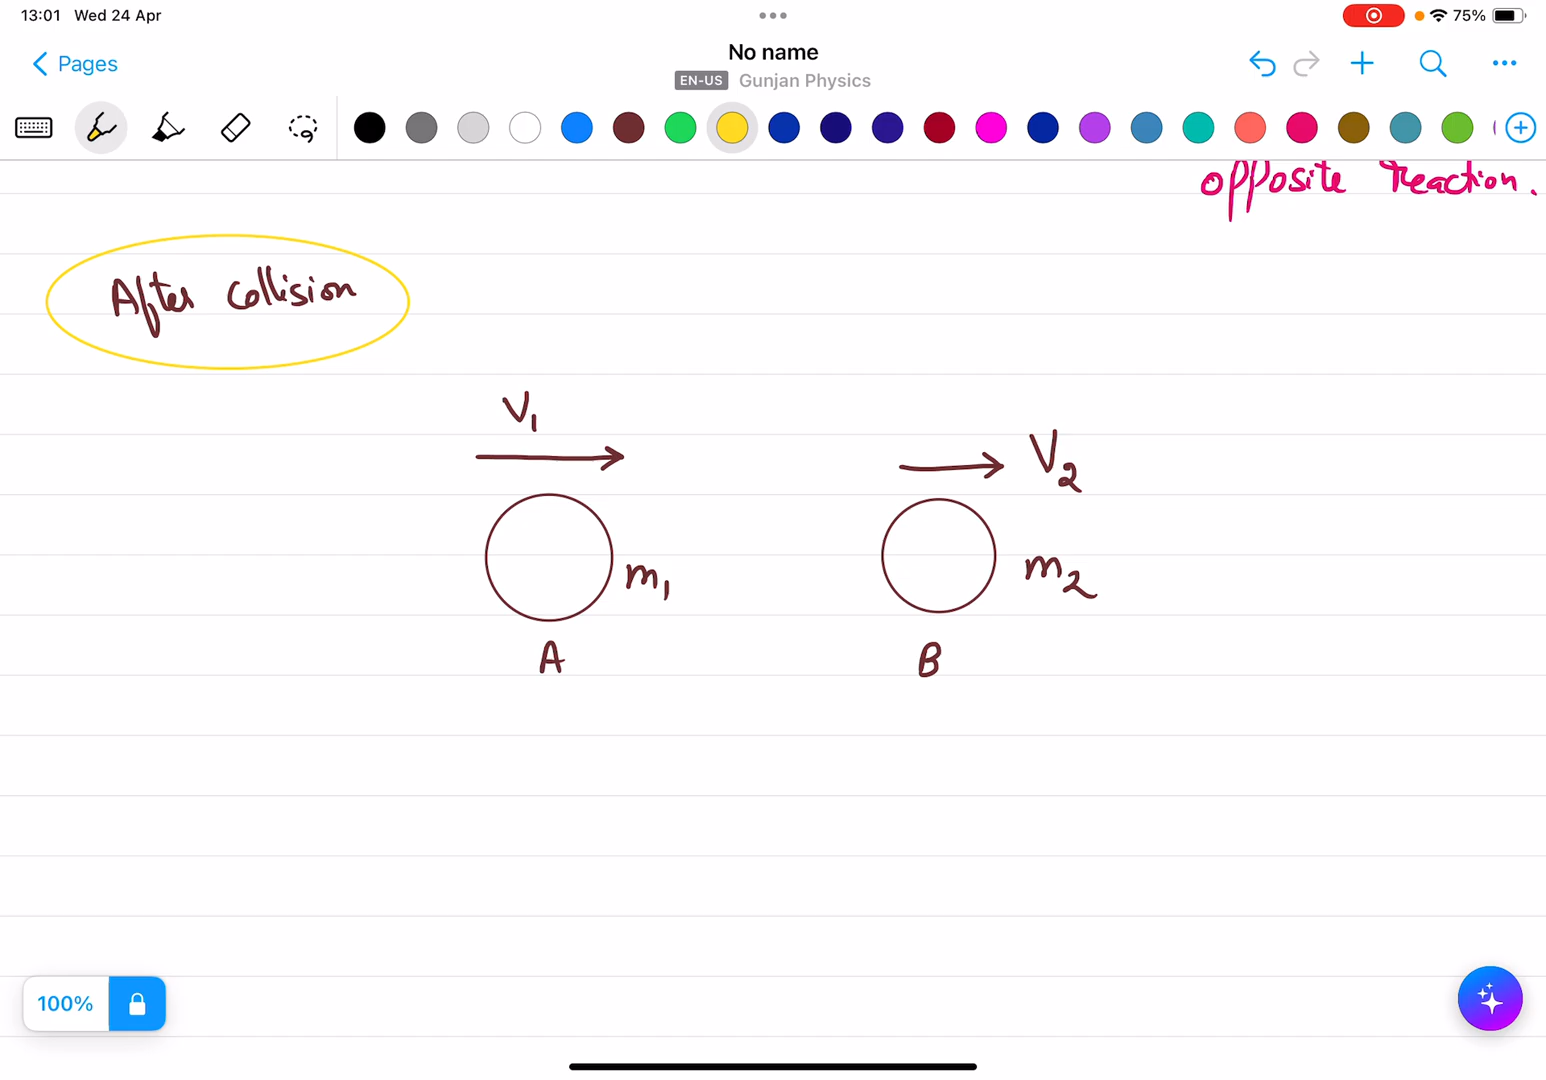 13:01 Wed 24 Apr
75%
Pages
No name
EN-US Gunjan Physics
opposite reaction.
After Collision
V1
V2
m1
m2
A
B
100%